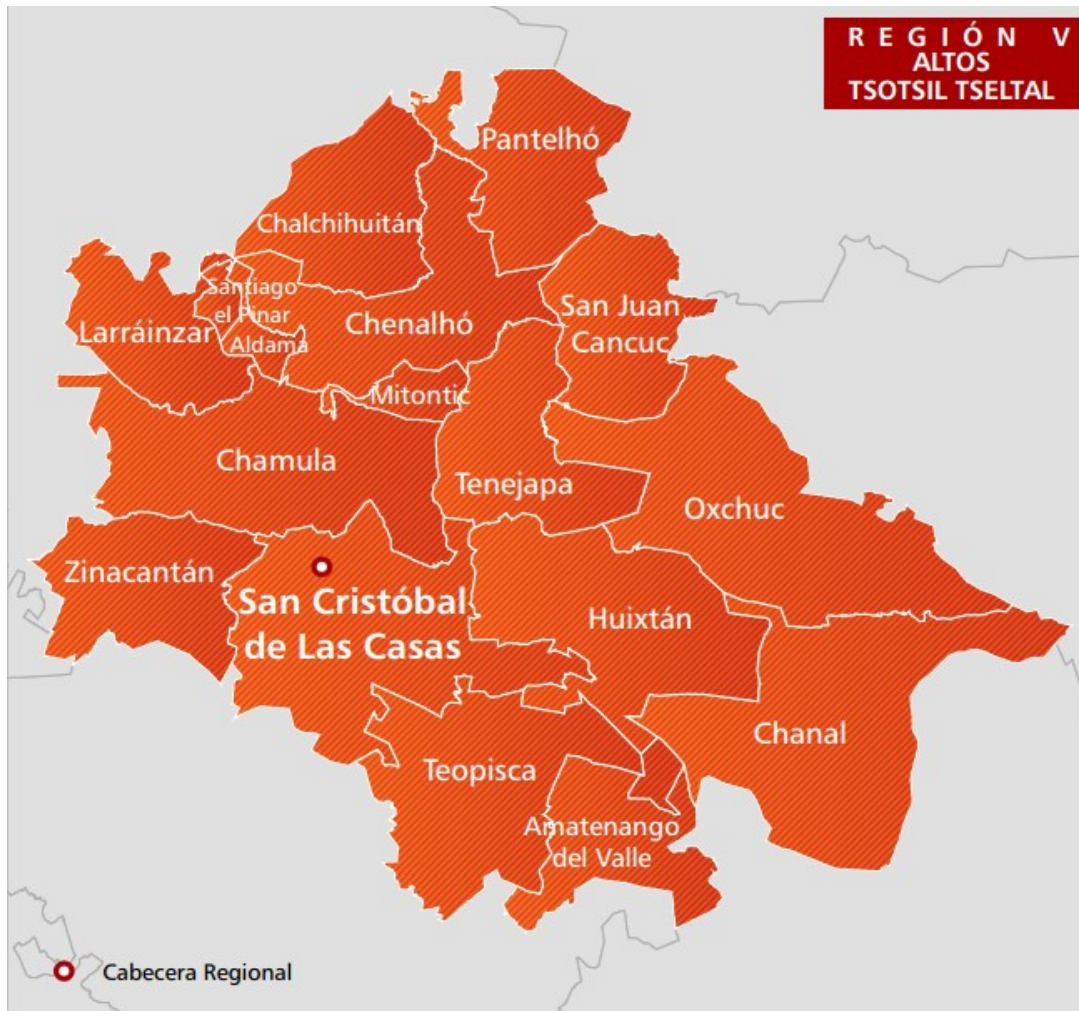 REGIÓN V
ALTOS
TSOTSIL TSELTAL
Pantelhó
Chalchihuitán
Santiago
el Pinar
San Juan
Cancuc
Larráinzar
Chenalhó
Aldama
Mitontic
Chamula
Tenejapa
Oxchuc
Zinacantán
San Cristóbal
de Las Casas
Huixtán
Chanal
Teopisca
Amatenango
del Valle
Cabecera Regional